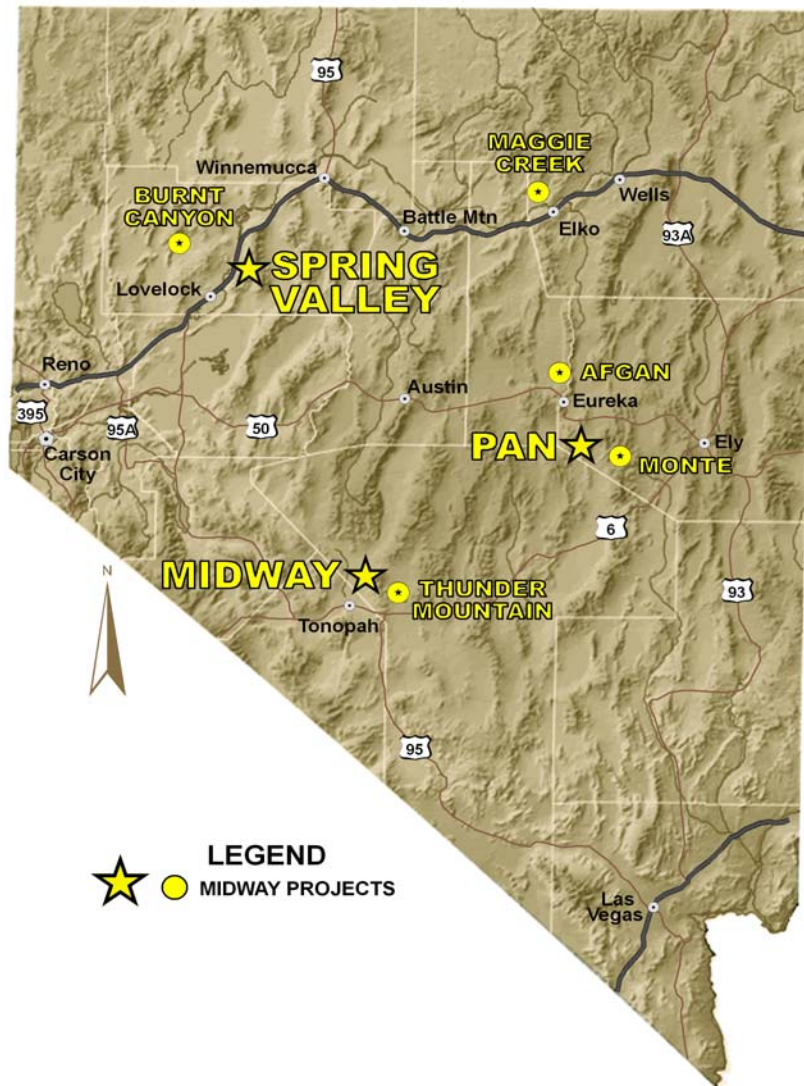 95
MAGGIE
CREEK
Winnemucca
Wells
BURNT
CANYON
Battle Mtn
Elko
93A
SPRING
VALLEY
Lovelock
Reno
AFGAN
Austin
Eureka
395
95A
50
PAN
Ely
Carson
City
MONTE
6
MIDWAY
N
THUNDER
MOUNTAIN
93
Tonopah
95
LEGEND
MIDWAY PROJECTS
Las
Vegas